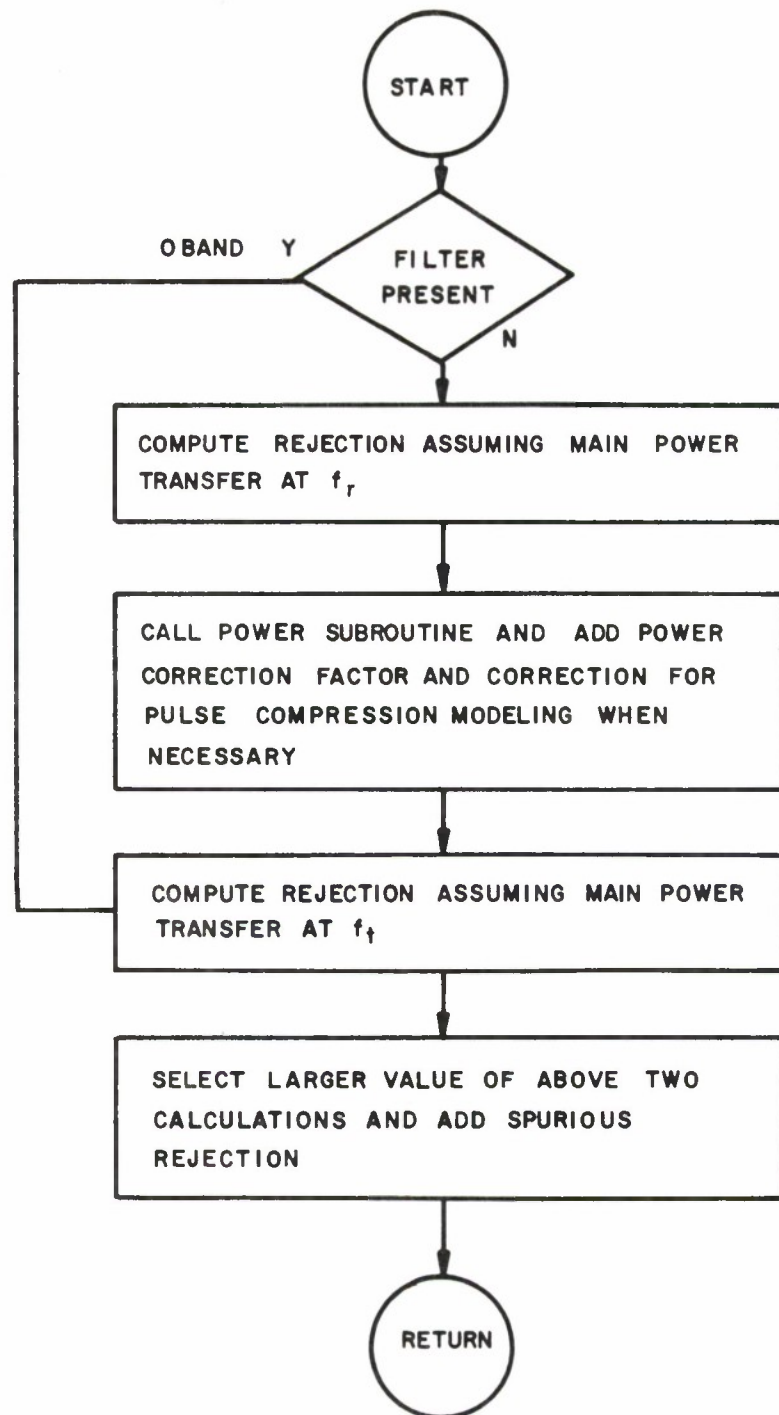 START
O BAND Y
FILTER
PRESENT
N
COMPUTE REJECTION ASSUMING MAIN POWER
TRANSFER AT fr
CALL POWER SUBROUTINE AND ADD POWER
CORRECTION FACTOR AND CORRECTION FOR
PULSE COMPRESSION MODELING WHEN
NECESSARY
COMPUTE REJECTION ASSUMING MAIN POWER
TRANSFER AT ft
SELECT LARGER VALUE OF ABOVE TWO
CALCULATIONS AND ADD SPURIOUS
REJECTION
RETURN